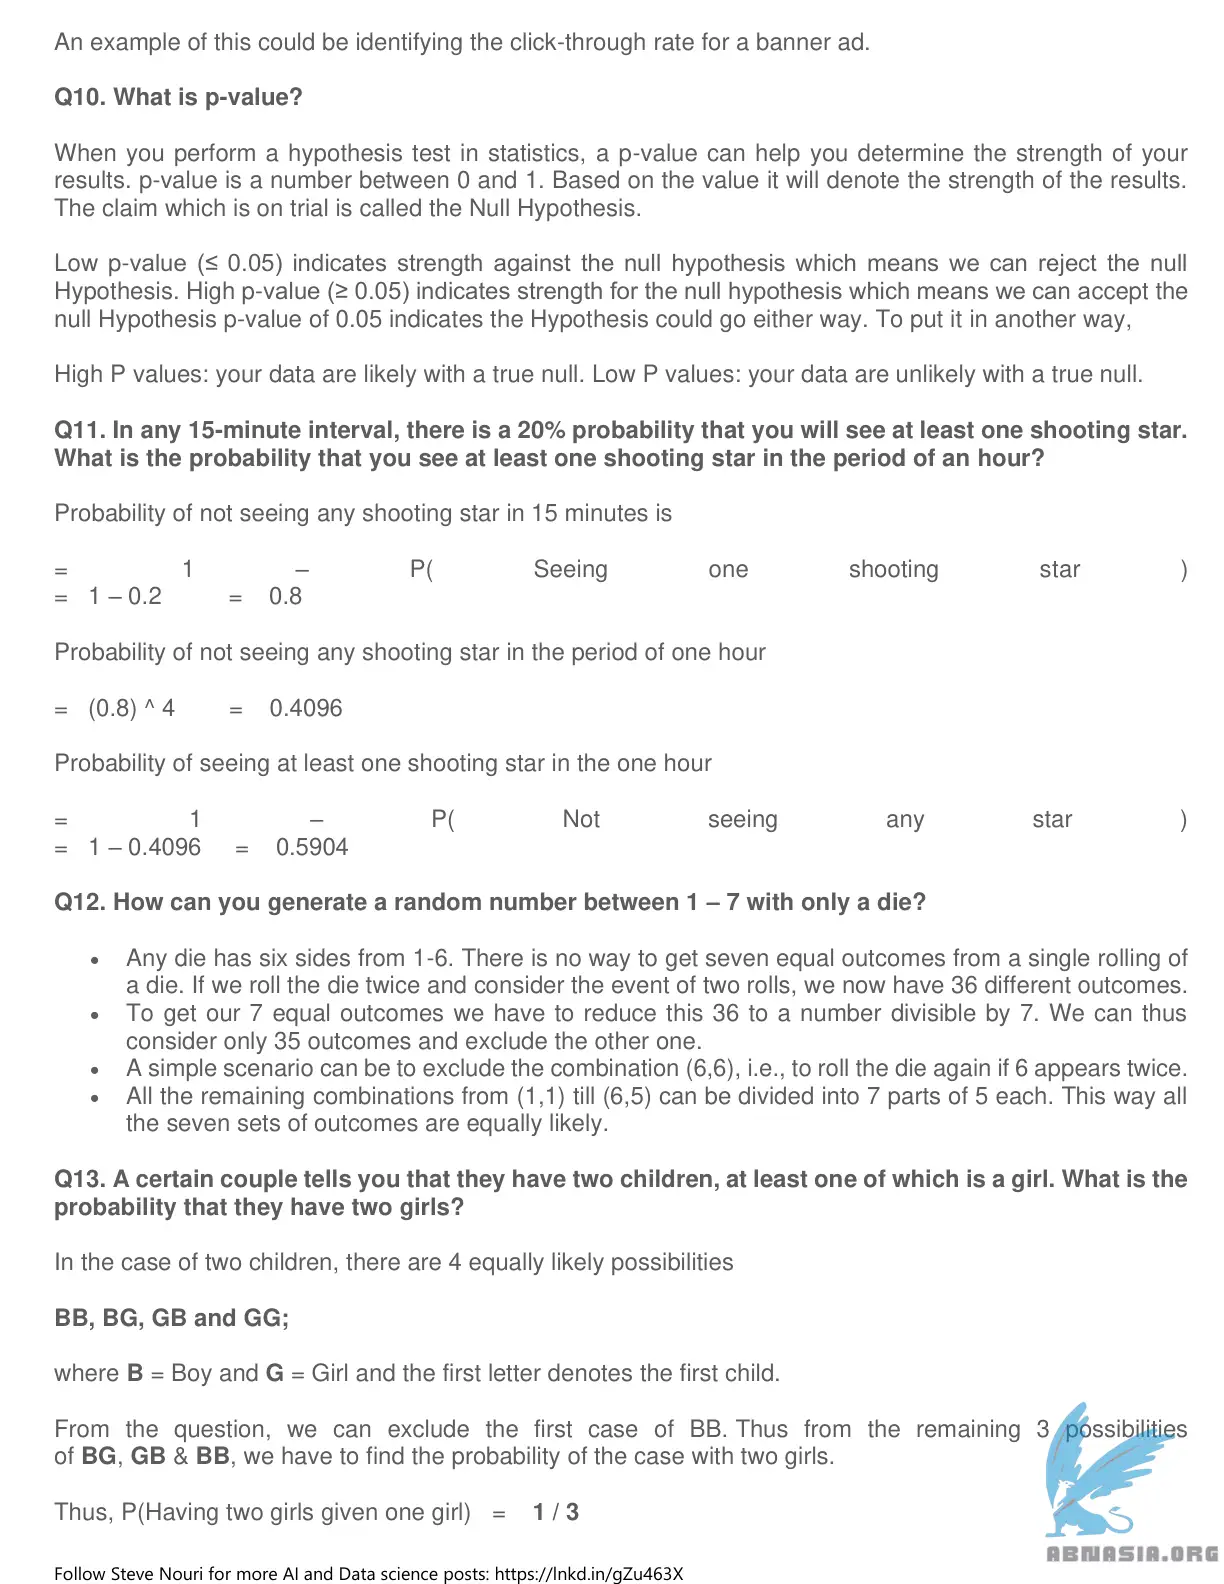 An example of this could be identifying the click-through rate for a banner ad.
Q10. What is p-value?
When you perform a hypothesis test in statistics, a p-value can help you determine the strength of your
results. p-value is a number between 0 and 1. Based on the value it will denote the strength of the results.
The claim which is on trial is called the Null Hypothesis.
Low p-value (≤ 0.05) indicates strength against the null hypothesis which means we can reject the null
Hypothesis. High p-value (≥ 0.05) indicates strength for the null hypothesis which means we can accept the
null Hypothesis p-value of 0.05 indicates the Hypothesis could go either way. To put it in another way,
High P values: your data are likely with a true null. Low P values: your data are unlikely with a true null.
Q11. In any 15-minute interval, there is a 20% probability that you will see at least one shooting star.
What is the probability that you see at least one shooting star in the period of an hour?
Probability of not seeing any shooting star in 15 minutes is
= 1 – P( Seeing one shooting star )
= 1 – 0.2 = 0.8
Probability of not seeing any shooting star in the period of one hour
= (0.8) ^ 4 = 0.4096
Probability of seeing at least one shooting star in the one hour
= 1 – P( Not seeing any star )
= 1 – 0.4096 = 0.5904
Q12. How can you generate a random number between 1 – 7 with only a die?
• Any die has six sides from 1-6. There is no way to get seven equal outcomes from a single rolling of
a die. If we roll the die twice and consider the event of two rolls, we now have 36 different outcomes.
• To get our 7 equal outcomes we have to reduce this 36 to a number divisible by 7. We can thus
consider only 35 outcomes and exclude the other one.
• A simple scenario can be to exclude the combination (6,6), i.e., to roll the die again if 6 appears twice.
• All the remaining combinations from (1,1) till (6,5) can be divided into 7 parts of 5 each. This way all
the seven sets of outcomes are equally likely.
Q13. A certain couple tells you that they have two children, at least one of which is a girl. What is the
probability that they have two girls?
In the case of two children, there are 4 equally likely possibilities
BB, BG, GB and GG;
where B = Boy and G = Girl and the first letter denotes the first child.
From the question, we can exclude the first case of BB. Thus from the remaining 3 possibilities
of BG, GB & BB, we have to find the probability of the case with two girls.
Thus, P(Having two girls given one girl) = 1 / 3
ABNASIA.ORG
Follow Steve Nouri for more AI and Data science posts: https://lnkd.in/gZu463X